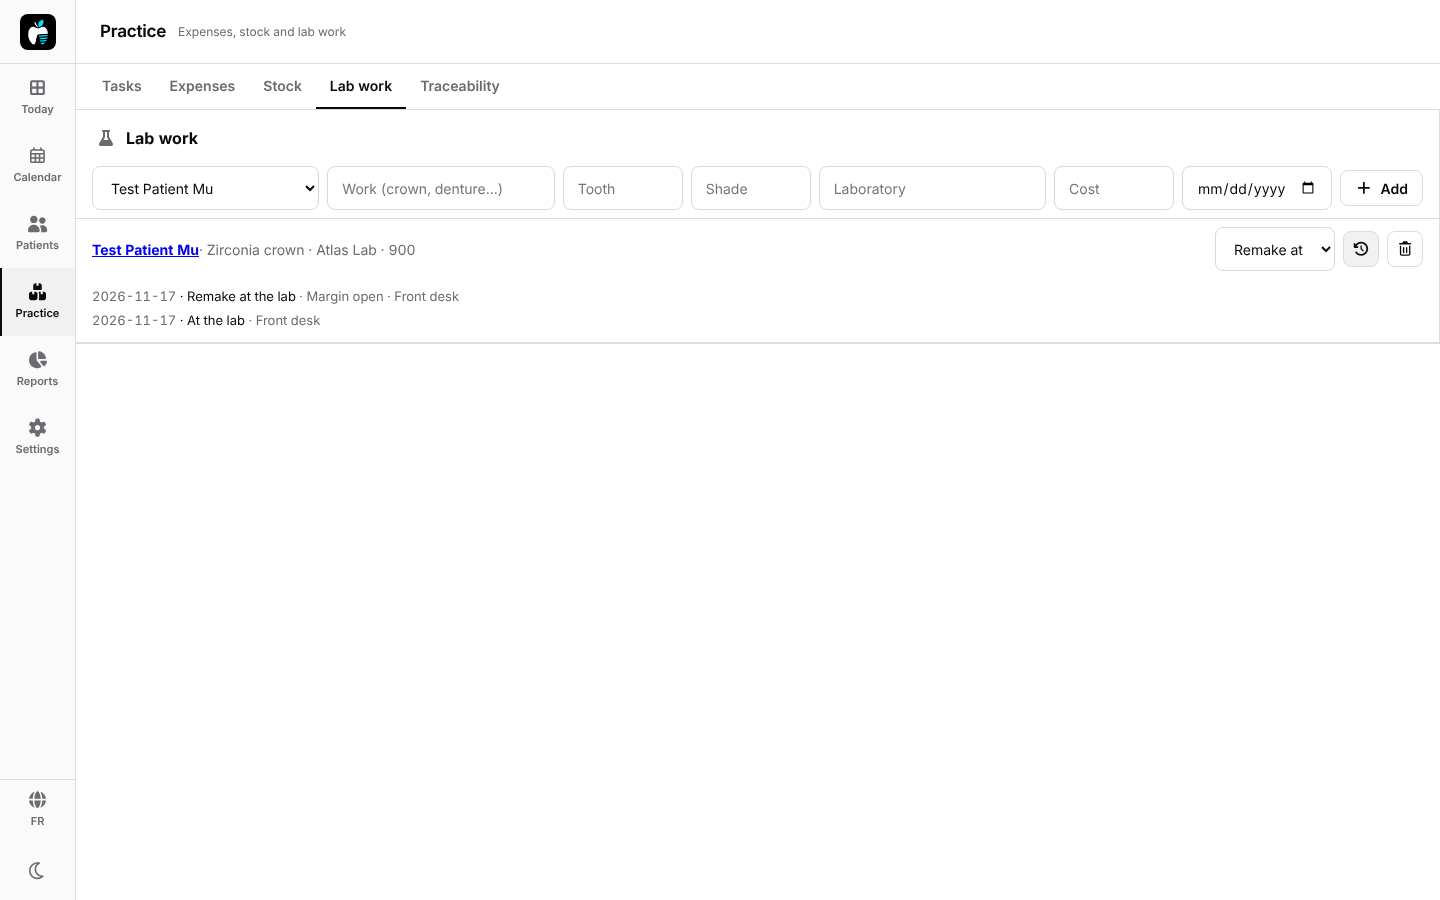 Practice Expenses, stock and lab work
Today
Calendar
Patients
Practice
Reports
Settings
FR
Tasks Expenses Stock Lab work Traceability
Lab work
Test Patient Mu Work (crown, denture...) Tooth Shade Laboratory Cost mm/dd/yyyy Add
Test Patient Mu· Zirconia crown · Atlas Lab · 900 Remake at
2026-11-17 · Remake at the lab · Margin open · Front desk
2026-11-17 · At the lab · Front desk